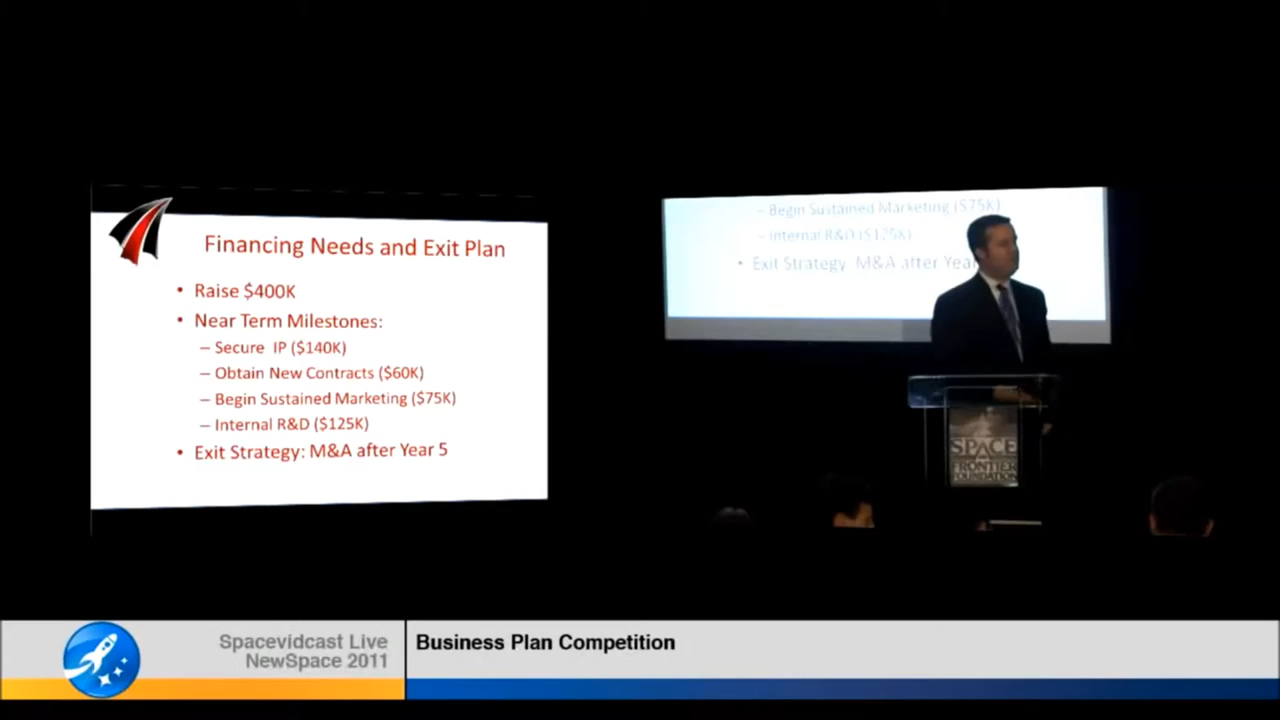 Financing Needs and Exit Plan
• Raise $400K
• Near Term Milestones:
– Secure IP ($140K)
– Obtain New Contracts ($60K)
– Begin Sustained Marketing ($75K)
– Internal R&D ($125K)
• Exit Strategy: M&A after Year 5
– Begin Sustained Marketing ($75K)
– Internal R&D ($125K)
• Exit Strategy: M&A after Year
SPACE
FRONTIER
FOUNDATION
Spacevidcast Live
NewSpace 2011
Business Plan Competition